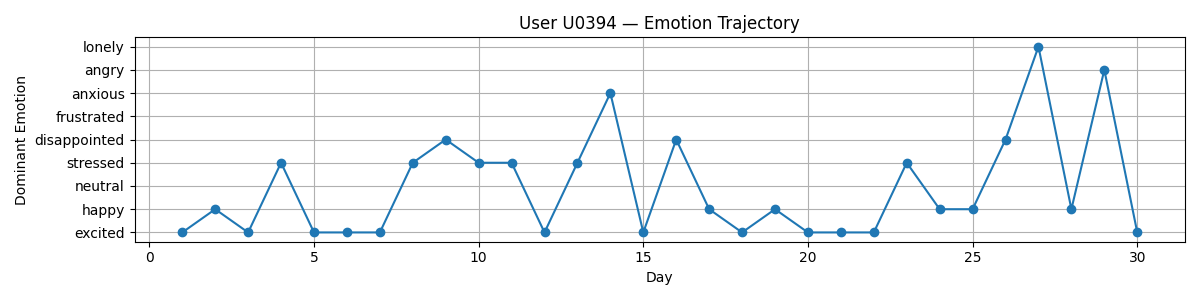 User U0394 — Emotion Trajectory
Dominant Emotion
lonely
angry
anxious
frustrated
disappointed
stressed
neutral
happy
excited
0 5 10 15 20 25 30
Day